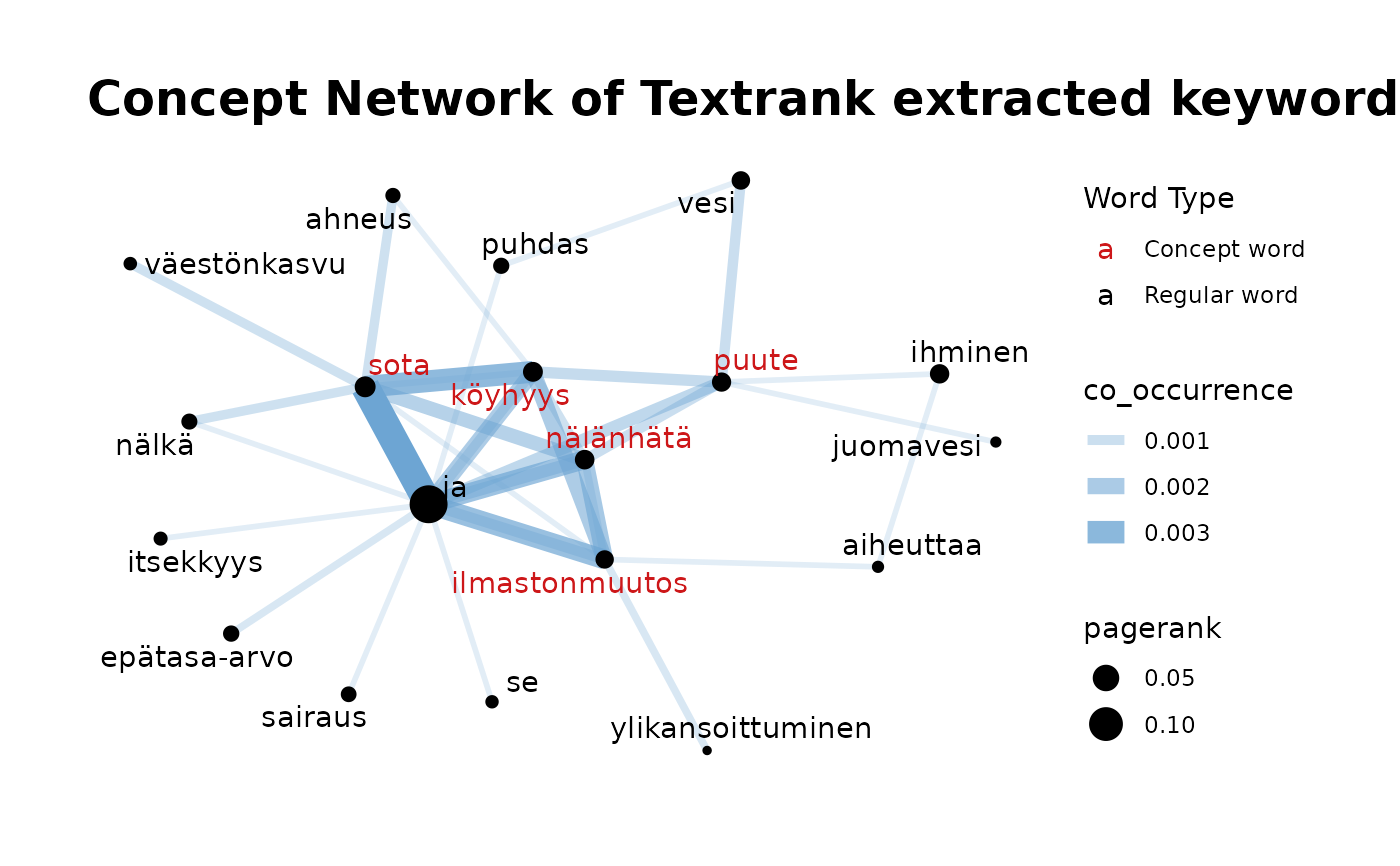 Concept Network of Textrank extracted keyword
vesi
ahneus
puhdas
väestönkasvu
ihminen
puute
sota
köyhyys
nälänhätä
nälkä
juomavesi
ja
aiheuttaa
itsekkyys
ilmastonmuutos
epätasa-arvo
se
sairaus
ylikansoittuminen
Word Type
a Concept word
a Regular word
co_occurrence
0.001
0.002
0.003
pagerank
0.05
0.10